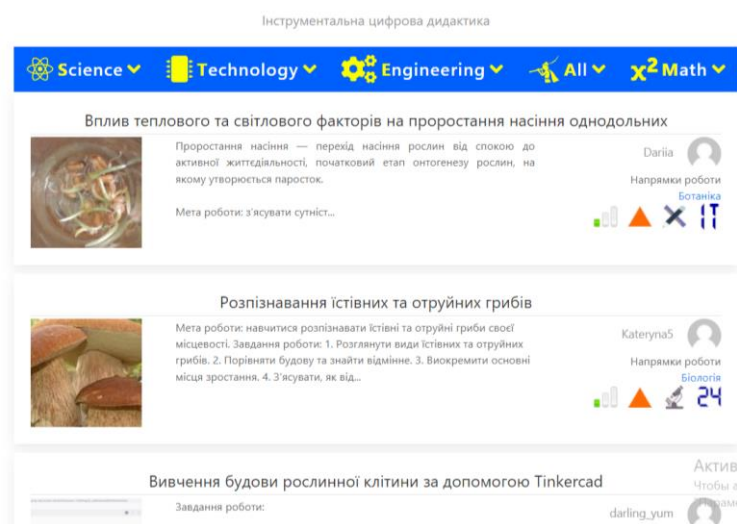 Інструментальна цифрова дидактика
Science Technology Engineering All x² Math
Вплив теплового та світлового факторів на проростання насіння однодольних
Проростання насіння — перехід насіння рослин від спокою до
активної життєдіяльності, початковий етап онтогенезу рослин, на
якому утворюється паросток.
Мета роботи: з'ясувати сутніст...
Dariia
Напрямки роботи
Ботаніка
Розпізнавання їстівних та отруйних грибів
Мета роботи: навчитися розпізнавати їстівні та отруйні гриби своєї
місцевості. Завдання роботи: 1. Розглянути види їстівних та отруйних
грибів. 2. Порівняти будову та знайти відмінне. 3. Виокремити основні
місця зростання. 4. З'ясувати, як від...
Kateryna5
Напрямки роботи
Біологія
24
Вивчення будови рослинної клітини за допомогою Tinkercad
Завдання роботи:
darling_yum
Актив
Чтобы а